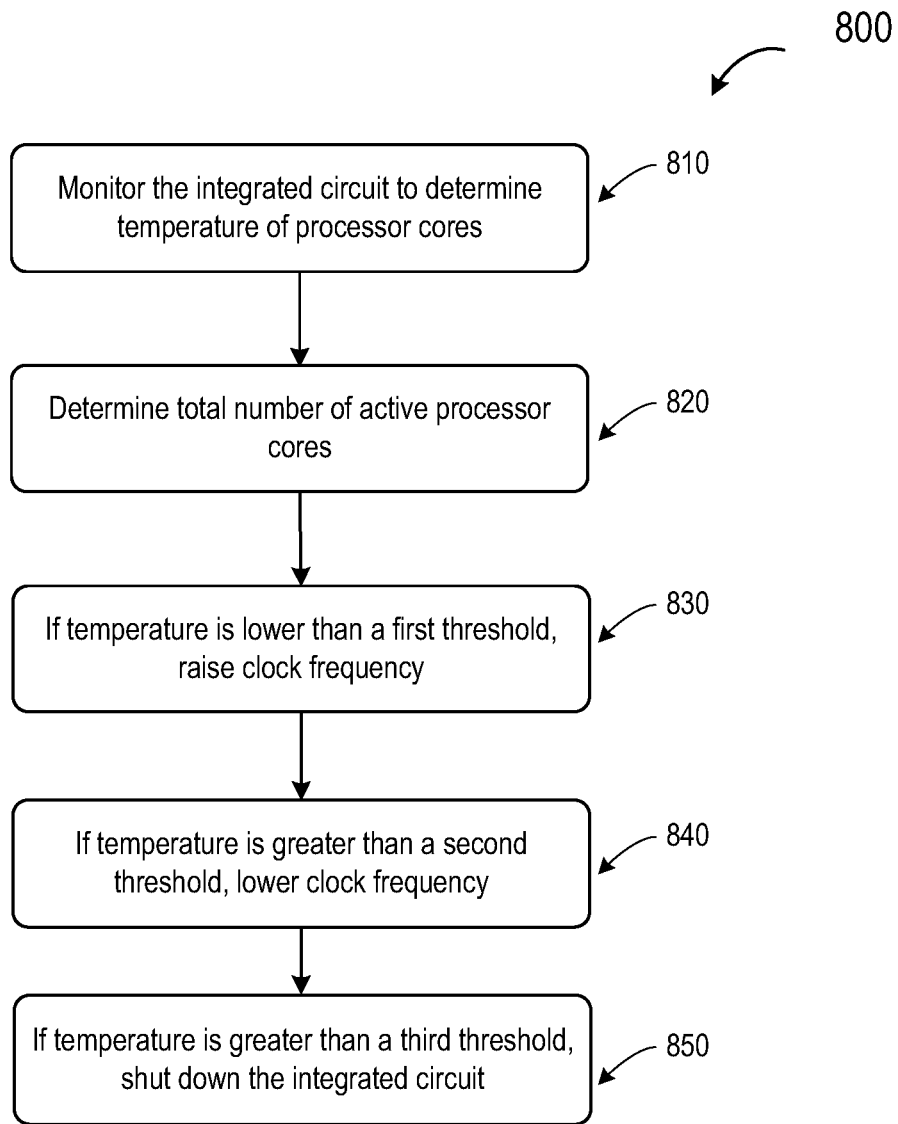 800
Monitor the integrated circuit to determine
temperature of processor cores
810
Determine total number of active processor
cores
820
If temperature is lower than a first threshold,
raise clock frequency
830
If temperature is greater than a second
threshold, lower clock frequency
840
If temperature is greater than a third threshold,
shut down the integrated circuit
850